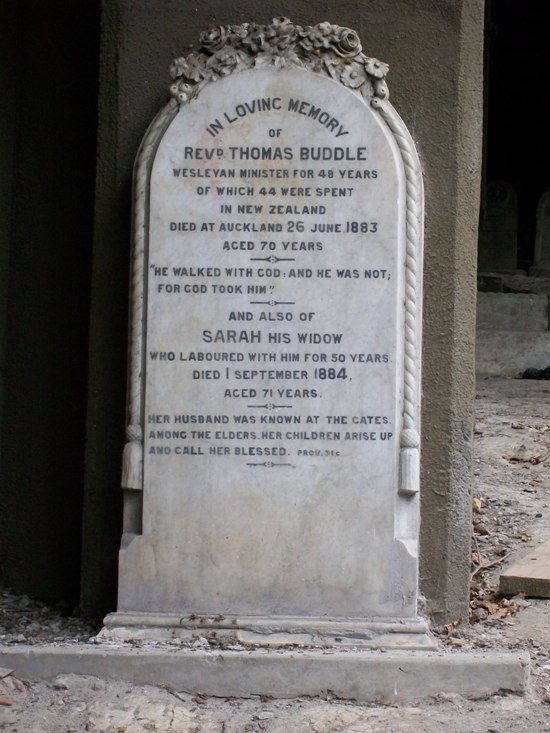 IN LOVING MEMORY
OF
REVD. THOMAS BUDDLE
WESLEYAN MINISTER FOR 48 YEARS
OF WHICH 44 WERE SPENT
IN NEW ZEALAND
DIED AT AUCKLAND 26 JUNE. 1883
AGED 70 YEARS
"HE WALKED WITH GOD: AND HE WAS NOT;
FOR GOD TOOK HIM".
AND ALSO OF
SARAH HIS WIDOW
WHO LABOURED WITH HIM FOR 50 YEARS.
DIED 1 SEPTEMBER 1884,
AGED 71 YEARS.
HER HUSBAND WAS KNOWN AT THE GATES.
AMONG THE ELDERS. HER CHILDREN ARISE UP
AND CALL HER BLESSED. PROV. 31C